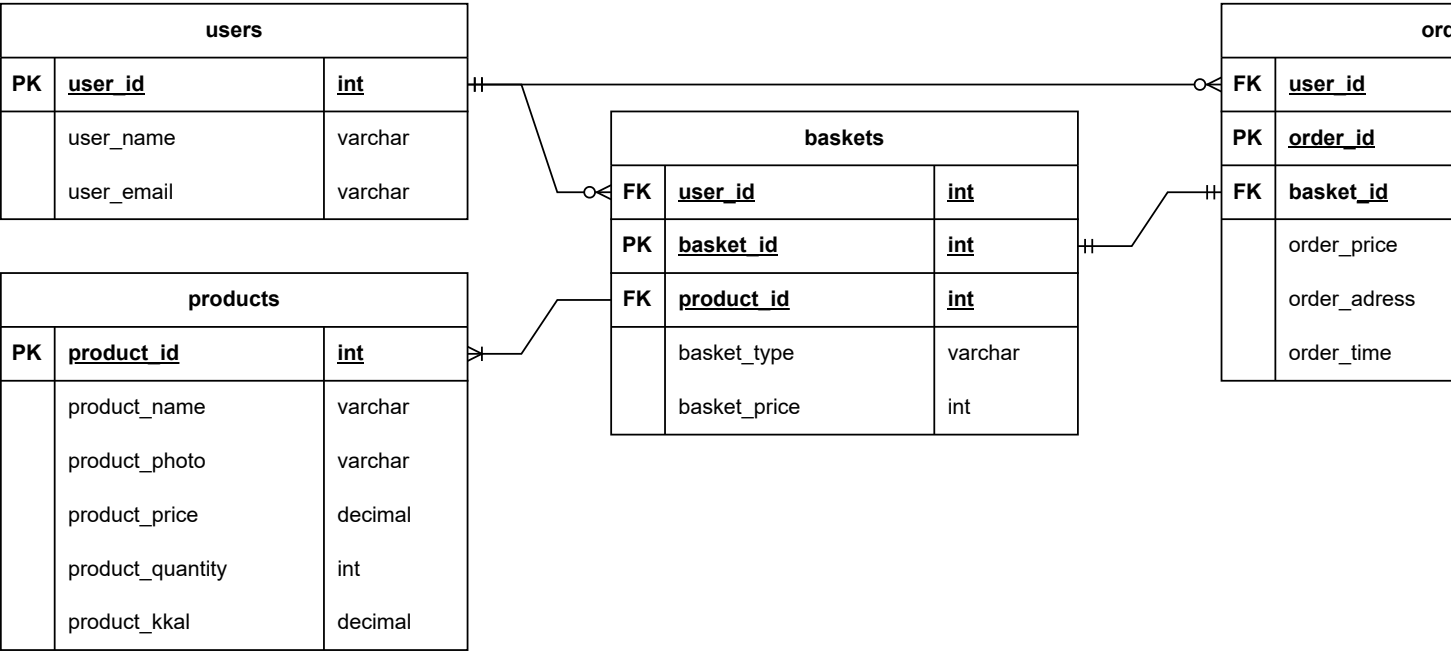 users
PK user_id int
user_name varchar
user_email varchar
products
PK product_id int
product_name varchar
product_photo varchar
product_price decimal
product_quantity int
product_kkal decimal
baskets
FK user_id int
PK basket_id int
FK product_id int
basket_type varchar
basket_price int
ord
FK user_id
PK order_id
FK basket_id
order_price
order_adress
order_time